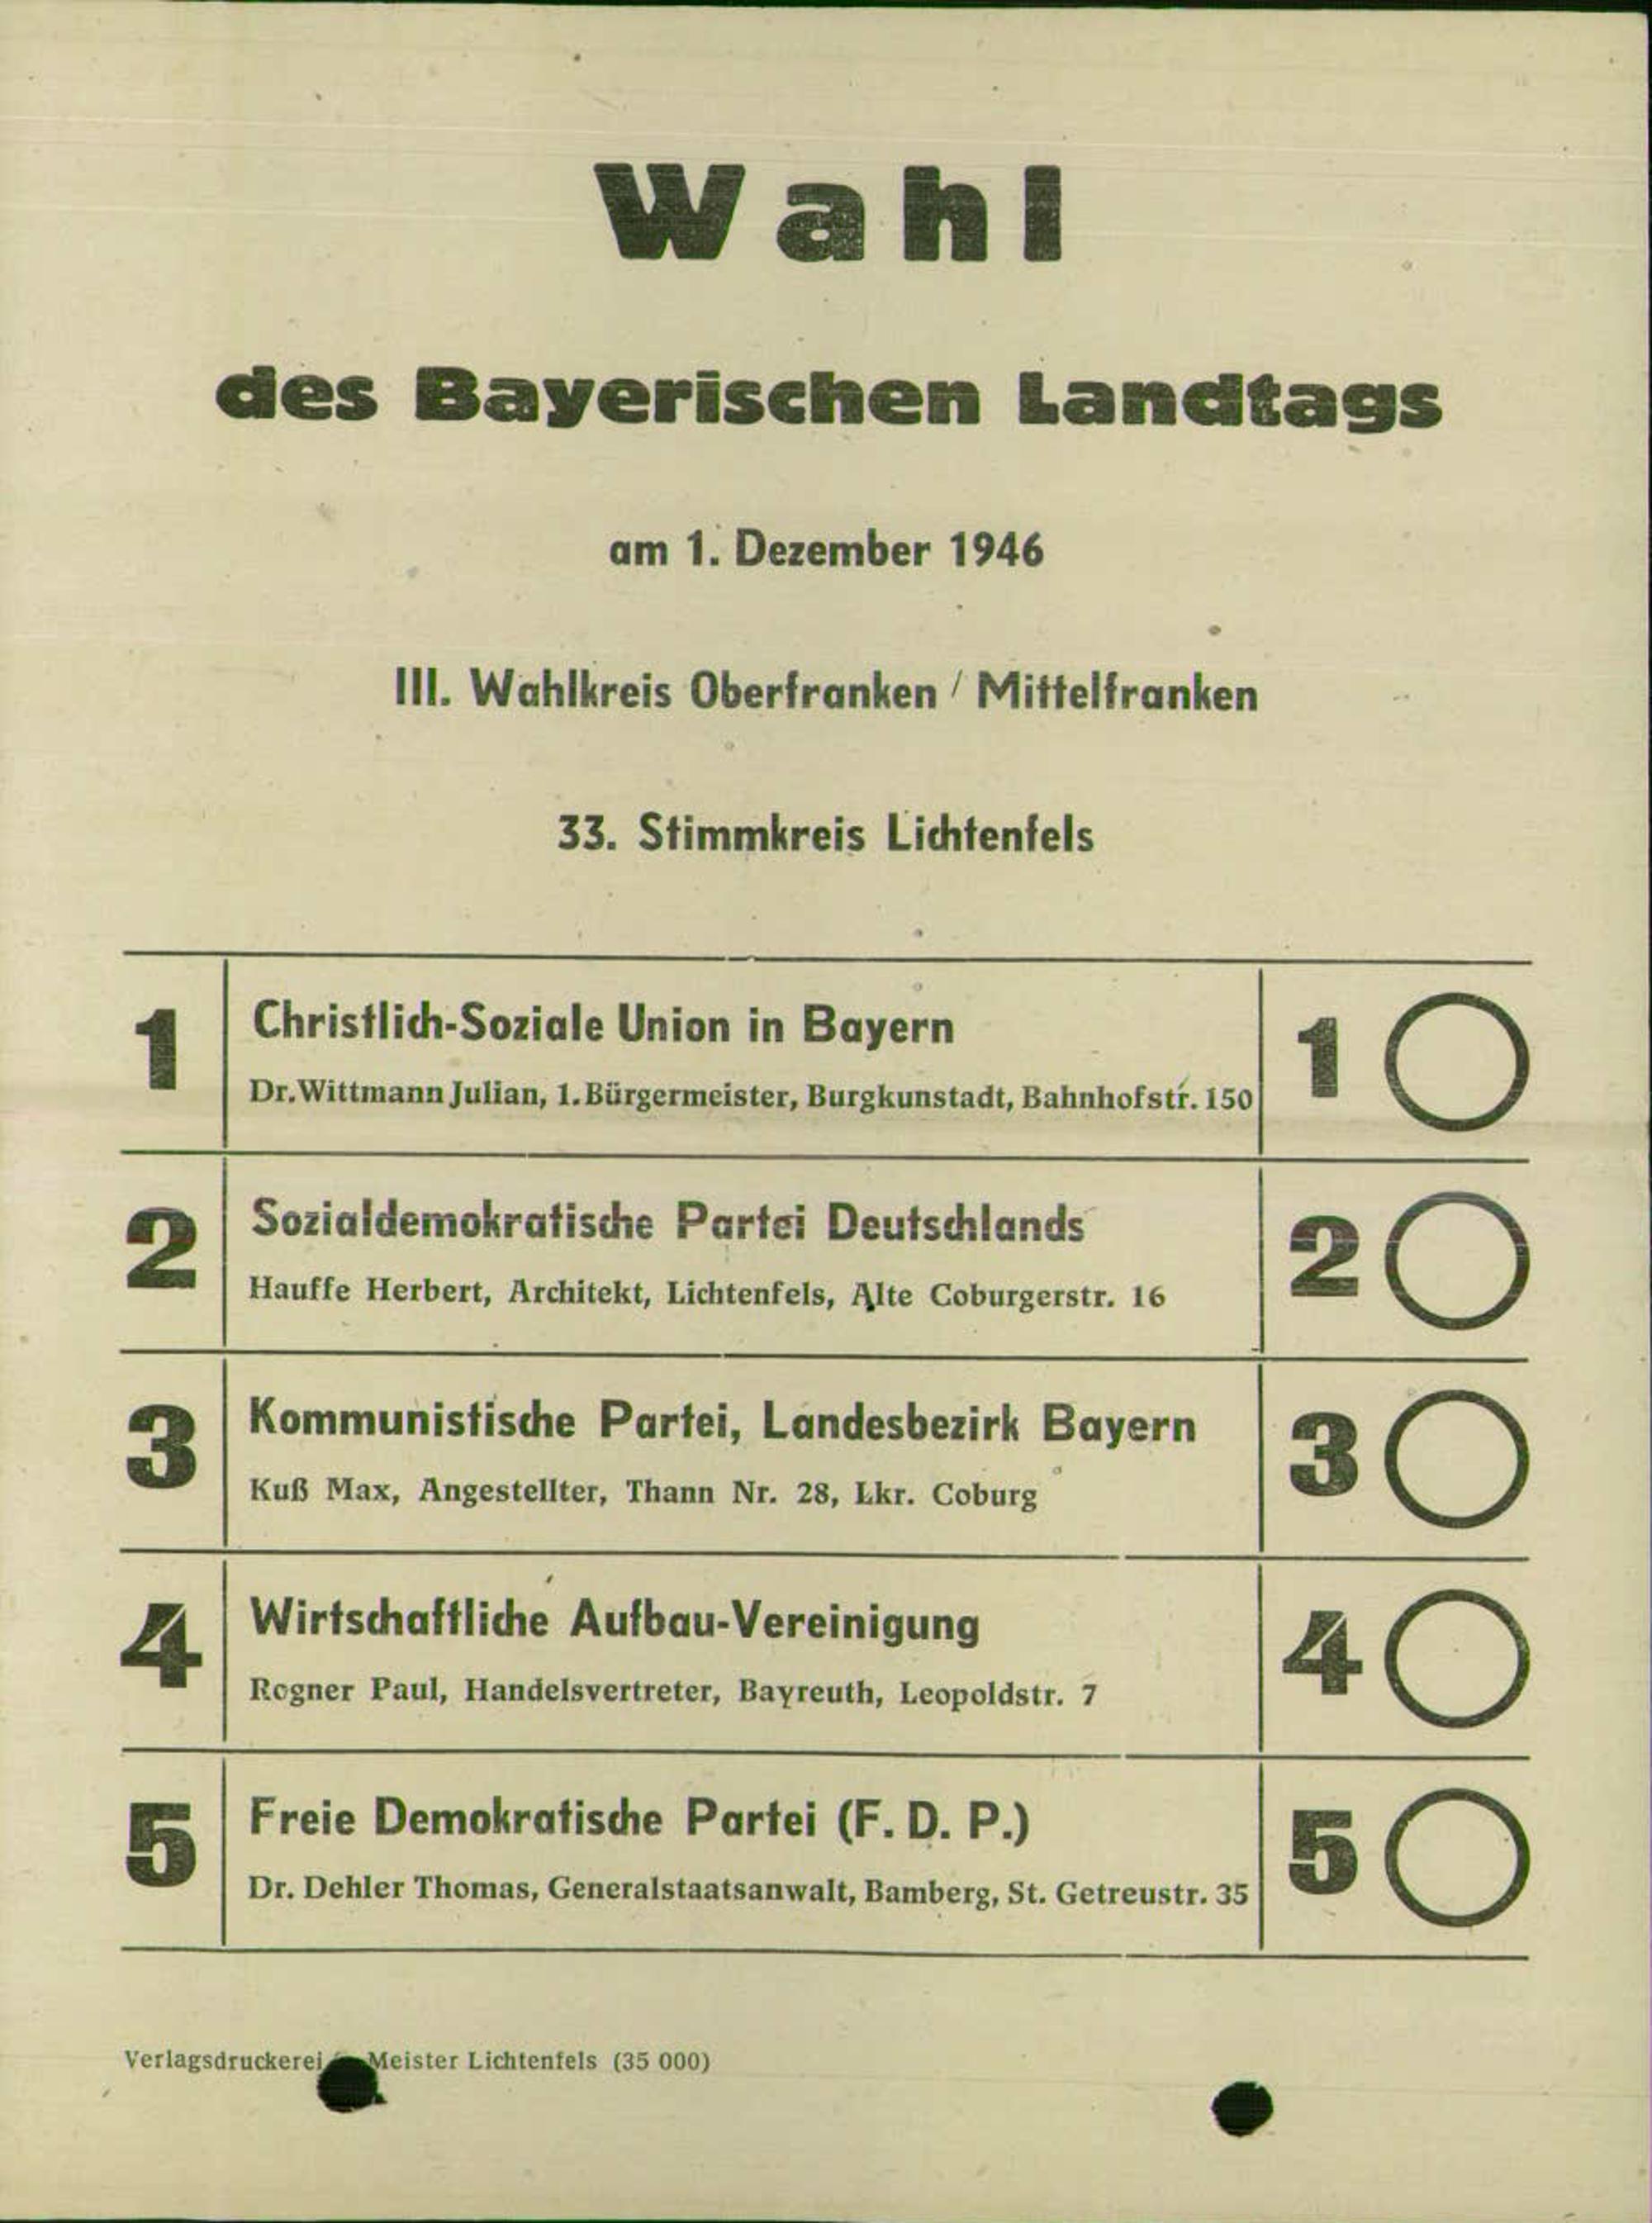 Wahl
des Bayerischen Landtags
am 1. Dezember 1946
III. Wahlkreis Oberfranken / Mittelfranken
33. Stimmkreis Lichtenfels
1 Christlich-Soziale Union in Bayern 1
Dr. Wittmann Julian, 1. Bürgermeister, Burgkunstadt, Bahnhofstr. 150
2 Sozialdemokratische Partei Deutschlands 2
Hauffe Herbert, Architekt, Lichtenfels, Alte Coburgerstr. 16
3 Kommunistische Partei, Landesbezirk Bayern 3
Kuß Max, Angestellter, Thann Nr. 28, Lkr. Coburg
4 Wirtschaftliche Aufbau-Vereinigung 4
Rogner Paul, Handelsvertreter, Bayreuth, Leopoldstr. 7
5 Freie Demokratische Partei (F. D. P.) 5
Dr. Dehler Thomas, Generalstaatsanwalt, Bamberg, St. Getreustr. 35
Verlagsdruckerei Meister Lichtenfels (35 000)